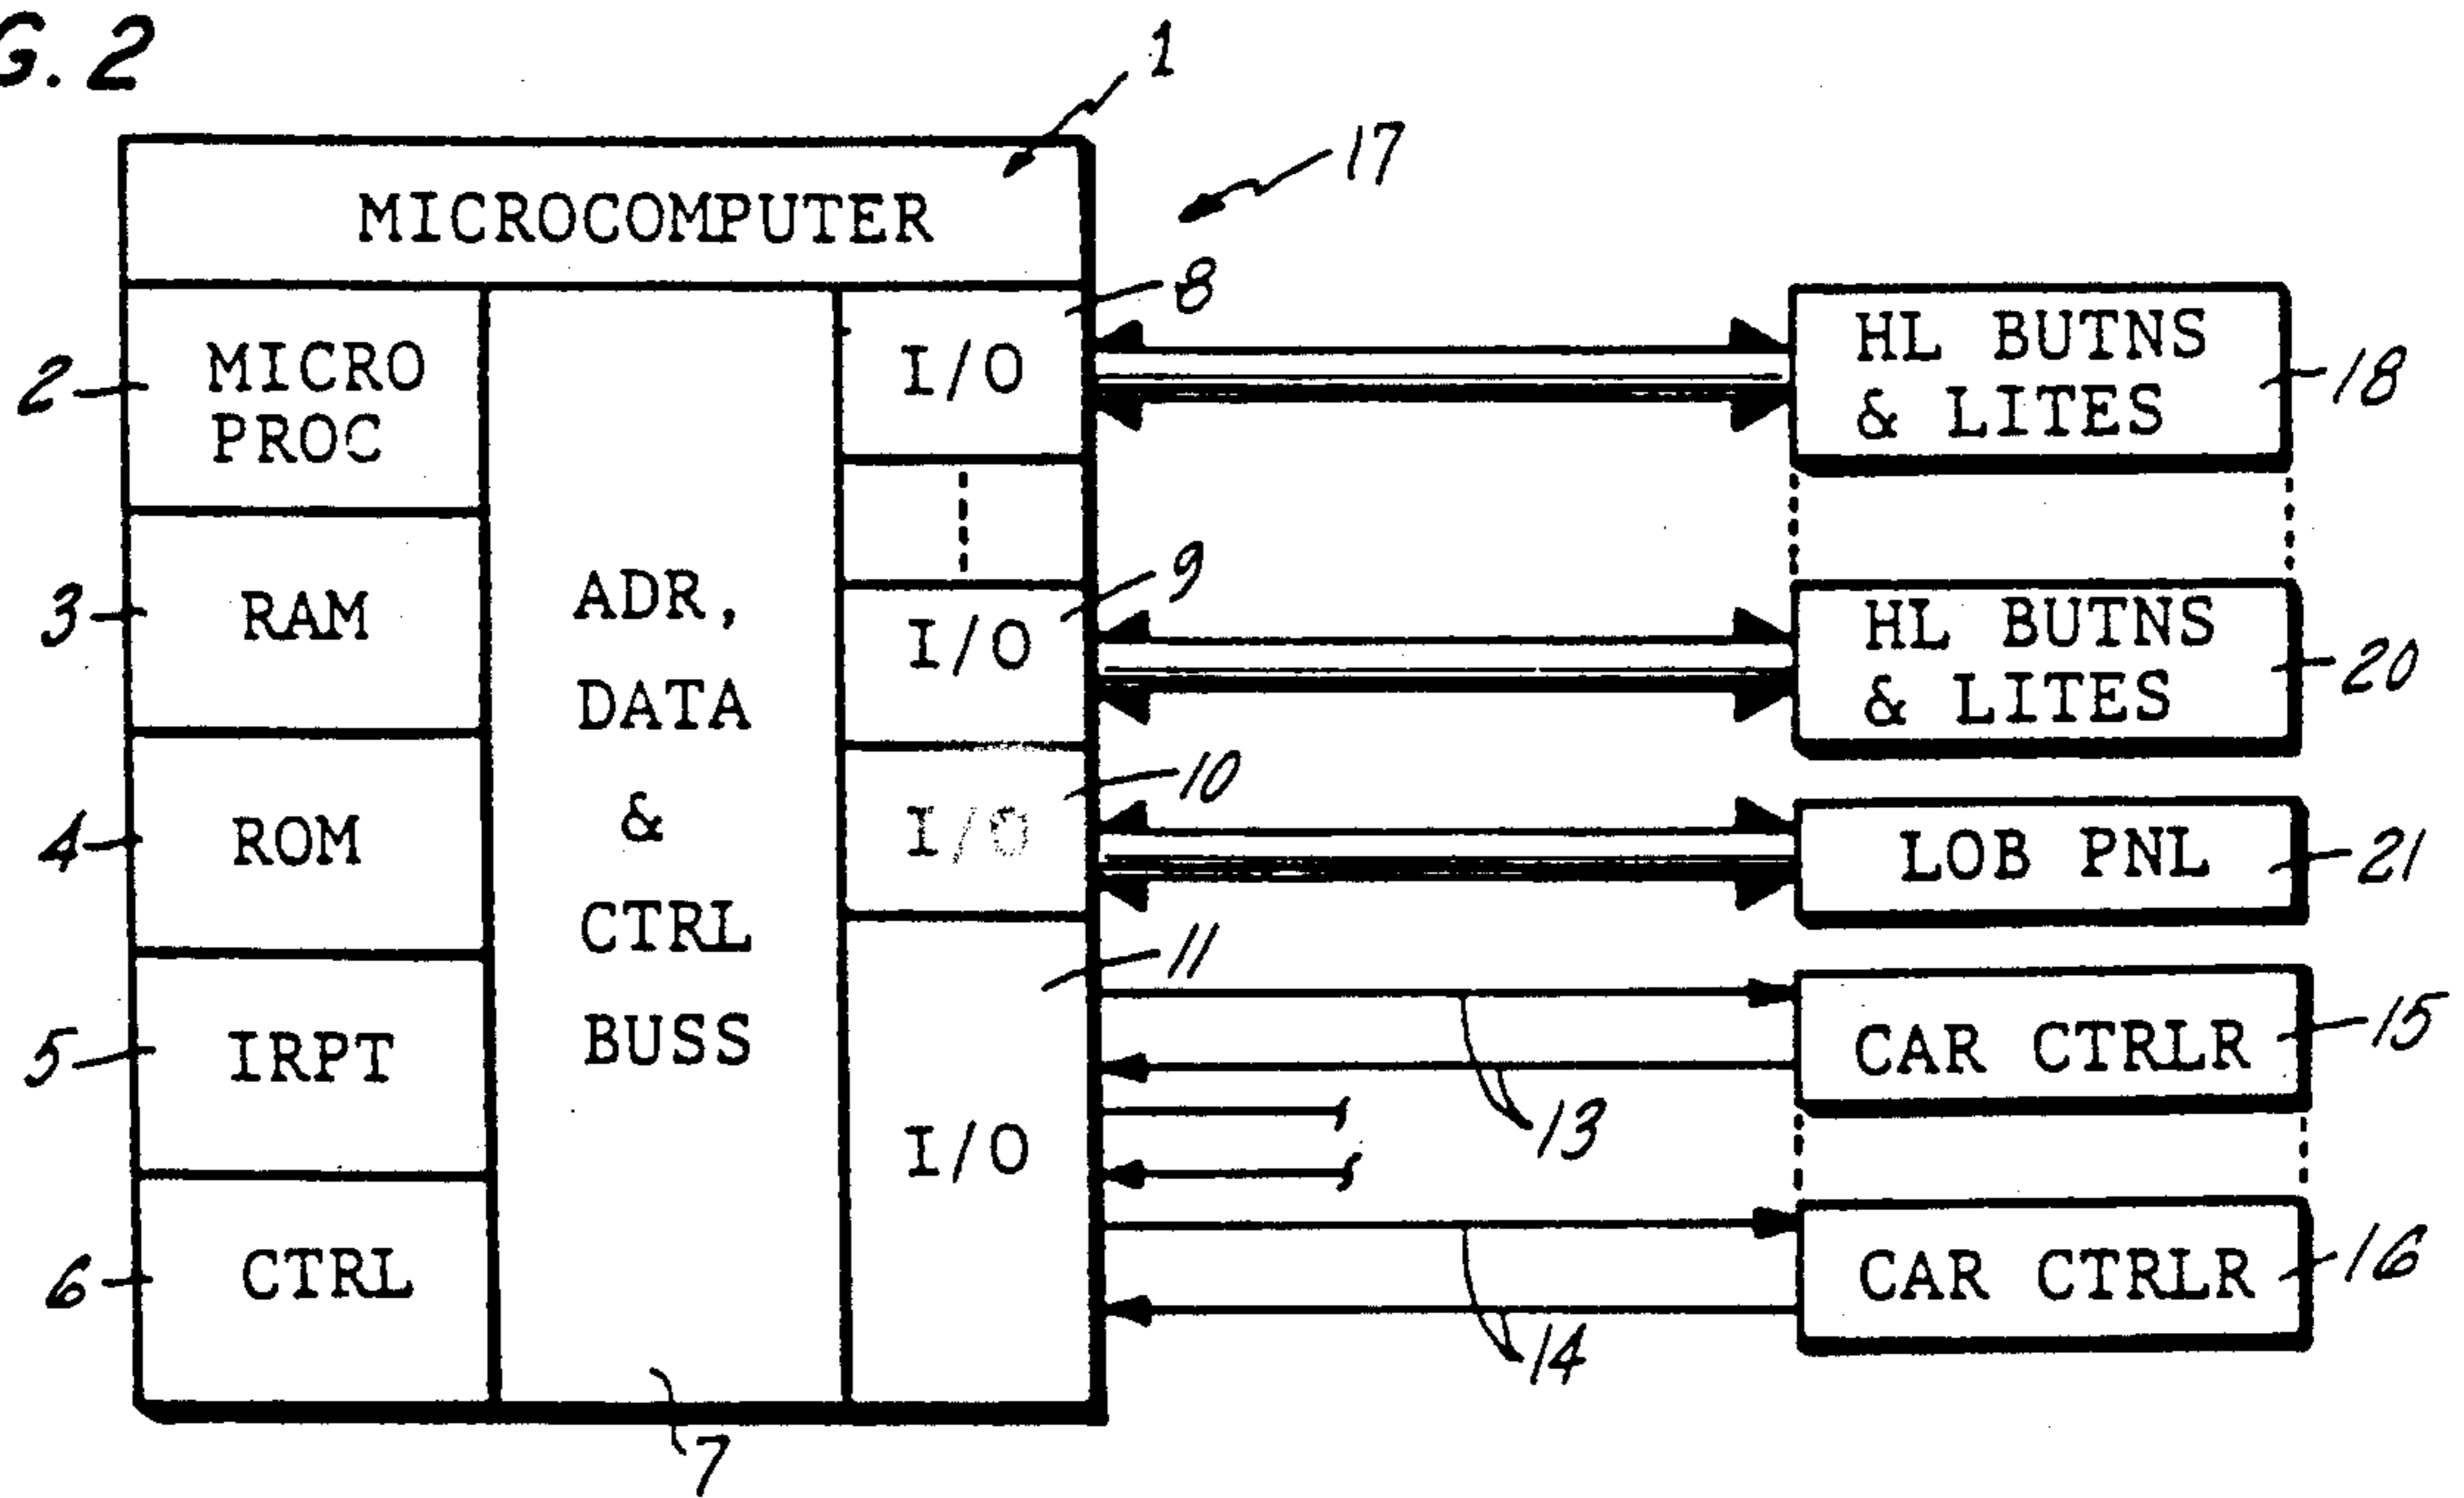 G. 2
1
17
MICROCOMPUTER
8
2
MICRO
PROC
I/O
HL BUTNS
& LITES
18
3
RAM
ADR,
DATA
&
CTRL
BUSS
9
I/O
HL BUTNS
& LITES
20
4
ROM
10
I/O
LOB PNL
21
11
5
IRPT
I/O
13
CAR CTRLR
15
6
CTRL
14
CAR CTRLR
16
7